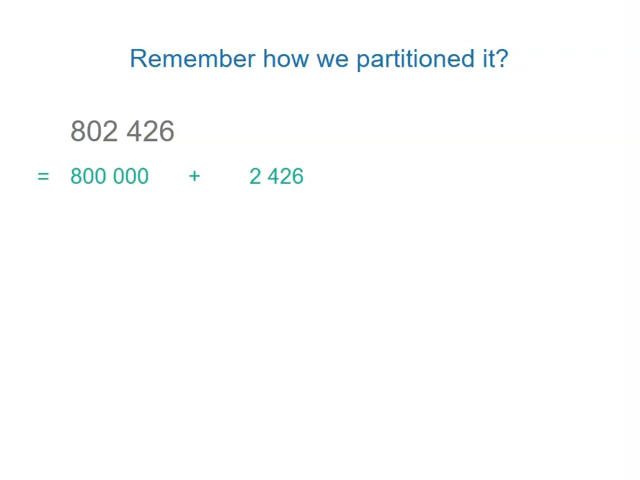 Remember how we partitioned it?
802 426
= 800 000 + 2 426